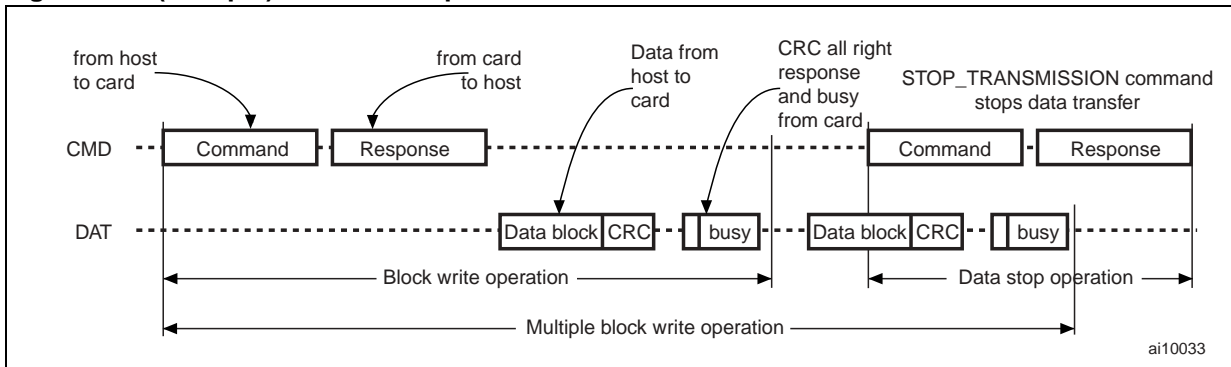 from host
to card
from card
to host
Data from
host to
card
CRC all right
response
and busy
from card
STOP_TRANSMISSION command
stops data transfer
CMD
Command
Response
Command
Response
DAT
Data block
CRC
busy
Data block
CRC
busy
Block write operation
Data stop operation
Multiple block write operation
ai10033